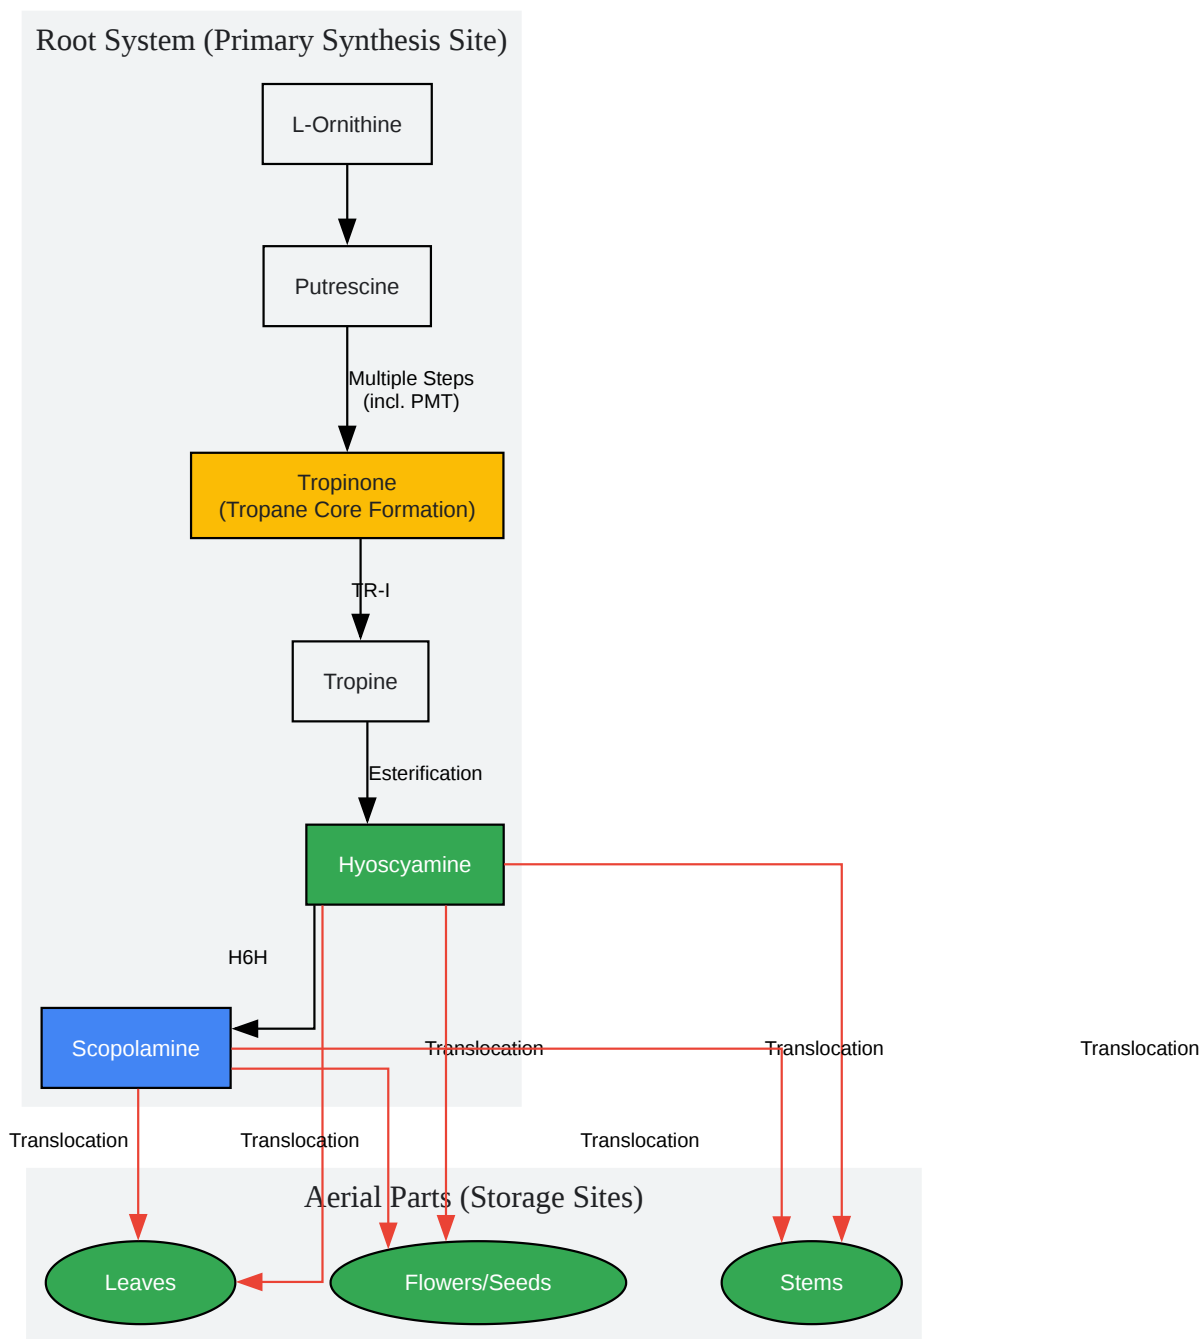 Root System (Primary Synthesis Site)
L-Ornithine
Putrescine
Multiple Steps
(incl. PMT)
Tropinone
(Tropane Core Formation)
TR-I
Tropine
Esterification
Hyoscyamine
H6H
Scopolamine
Translocation
Translocation
Translocation
Translocation
Translocation
Translocation
Aerial Parts (Storage Sites)
Leaves
Flowers/Seeds
Stems